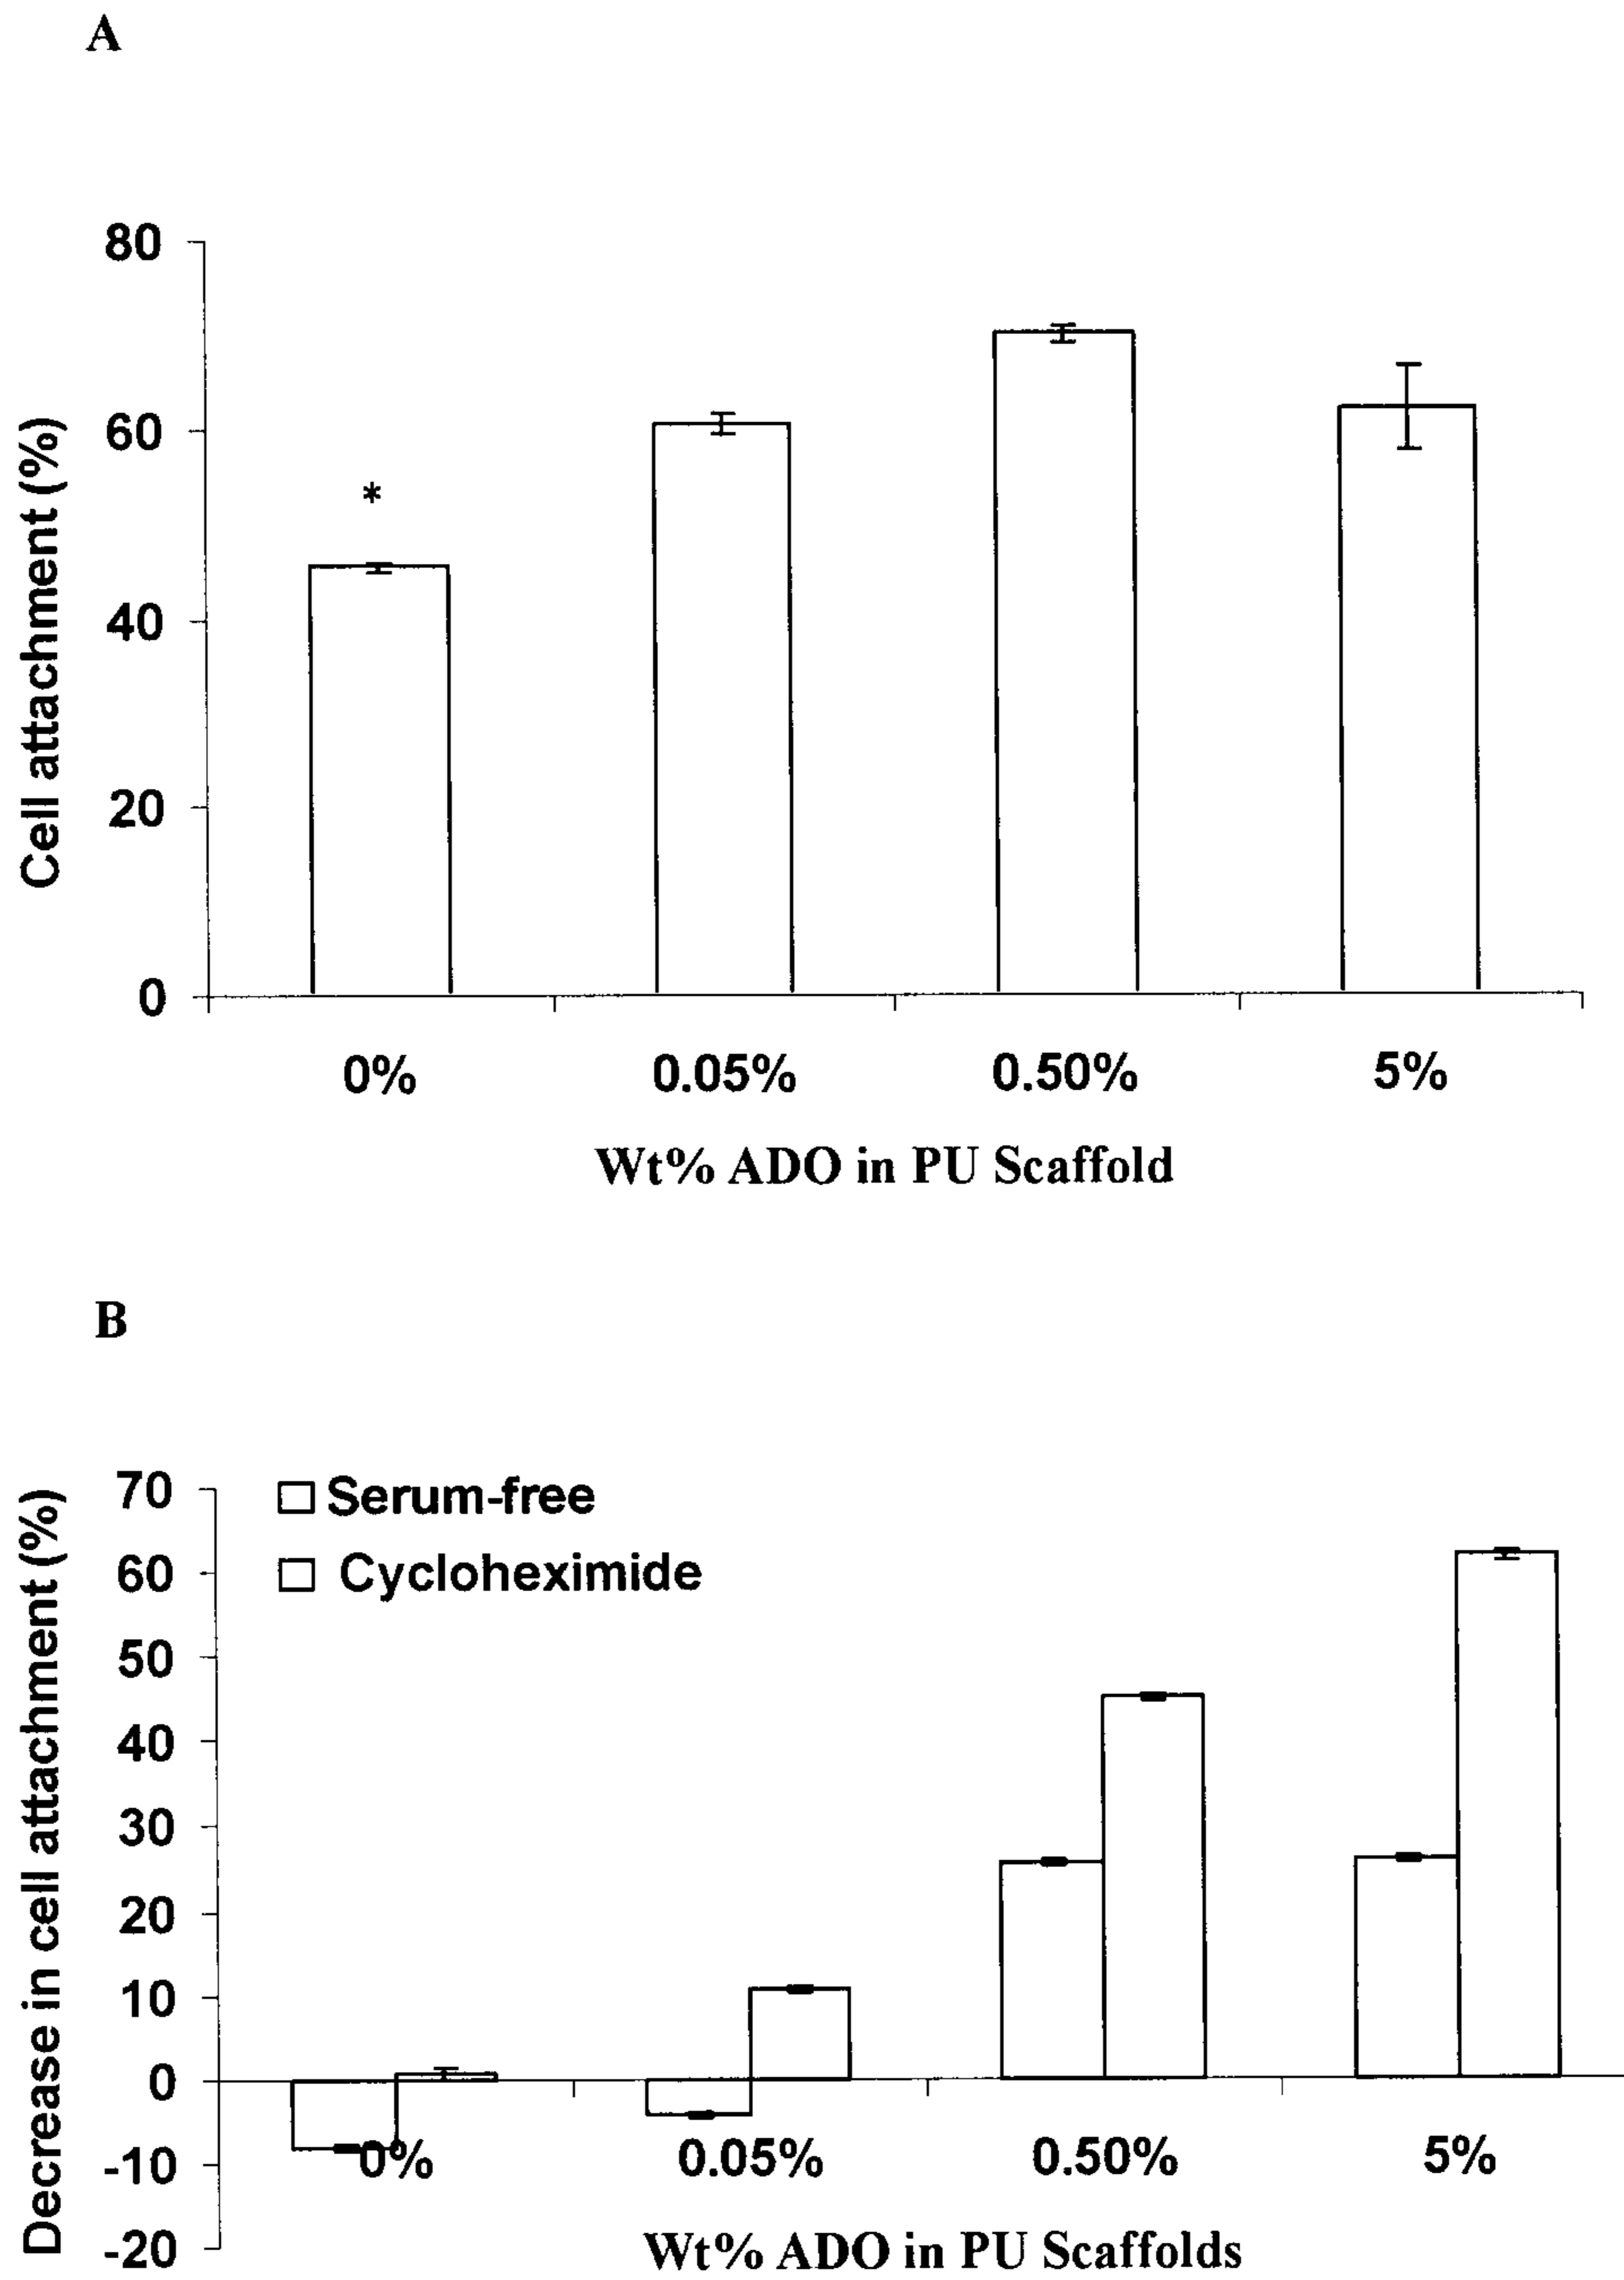 A
80
60
40
20
0
Cell attachment (%)
*
0% 0.05% 0.50% 5%
Wt% ADO in PU Scaffold
B
70
60
50
40
30
20
10
0
-10
-20
Decrease in cell attachment (%)
Serum-free
Cycloheximide
0% 0.05% 0.50% 5%
Wt% ADO in PU Scaffolds